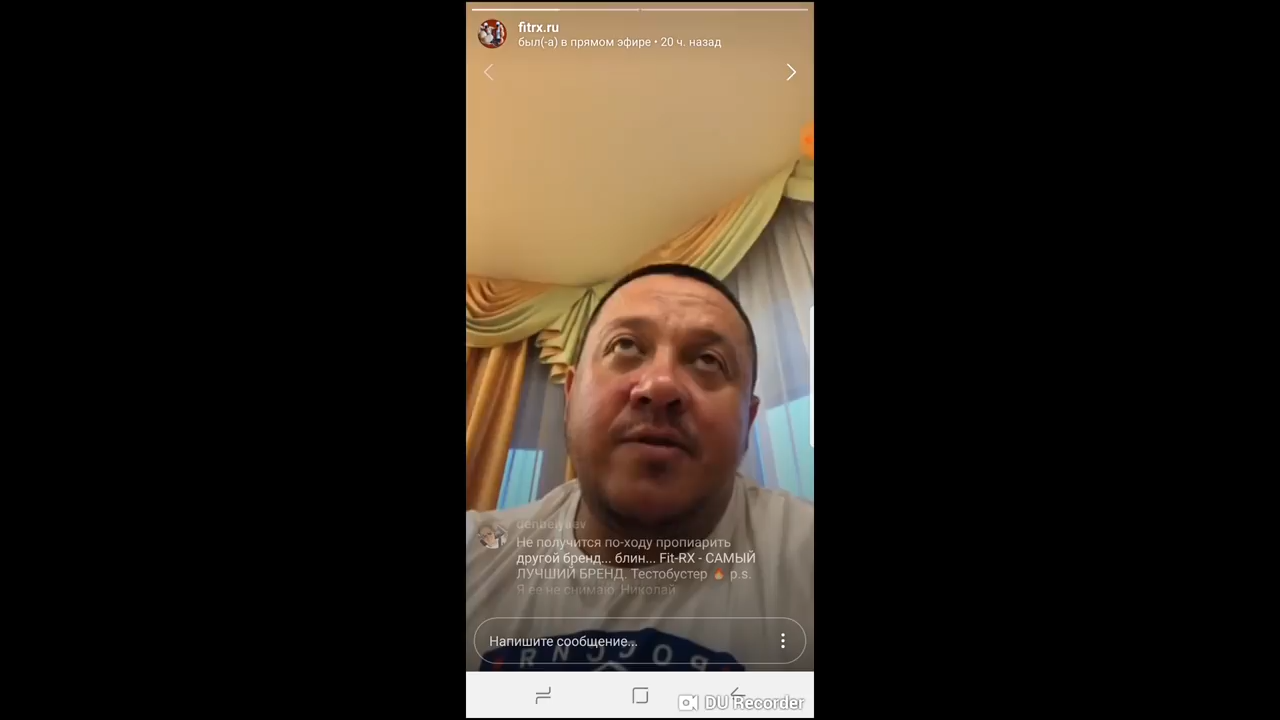 fitrx.ru
был(-а) в прямом эфире • 20 ч. назад
denbelyaev
Не получится по-ходу пропиарить
другой бренд... блин... Fit-RX - САМЫЙ
ЛУЧШИЙ БРЕНД. Тестобустер 🔥 p.s.
Я ее не снимаю, Николай
Напишите сообщение...
DU Recorder